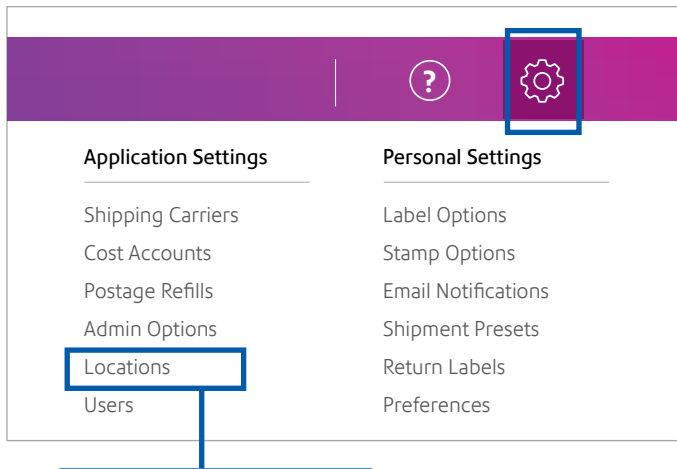 ?
Application Settings
Shipping Carriers
Cost Accounts
Postage Refills
Admin Options
Locations
Users
Personal Settings
Label Options
Stamp Options
Email Notifications
Shipment Presets
Return Labels
Preferences